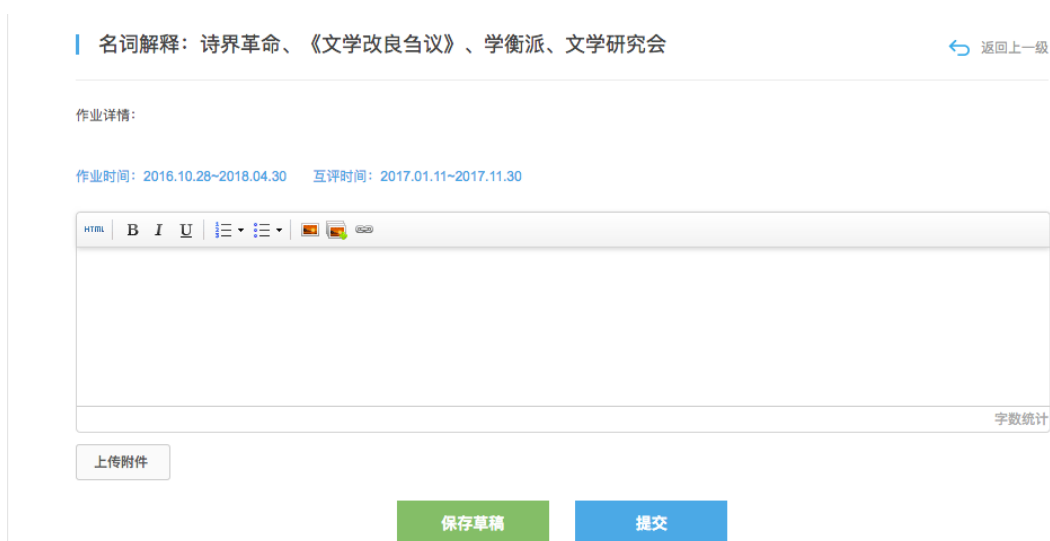 名词解释：诗界革命、《文学改良刍议》、学衡派、文学研究会
返回上一级
作业详情：
作业时间：2016.10.28~2018.04.30 互评时间：2017.01.11~2017.11.30
HTML B I U
字数统计
上传附件
保存草稿 提交